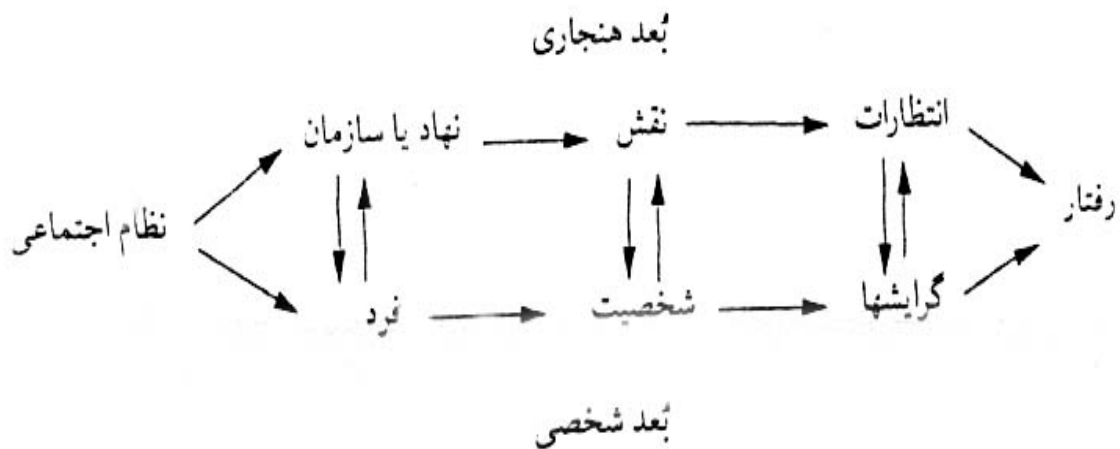 بُعد هنجاری
انتظارات
نقش
نهاد یا سازمان
رفتار
نظام اجتماعی
گرایشها
شخصیت
فرد
بُعد شخصی